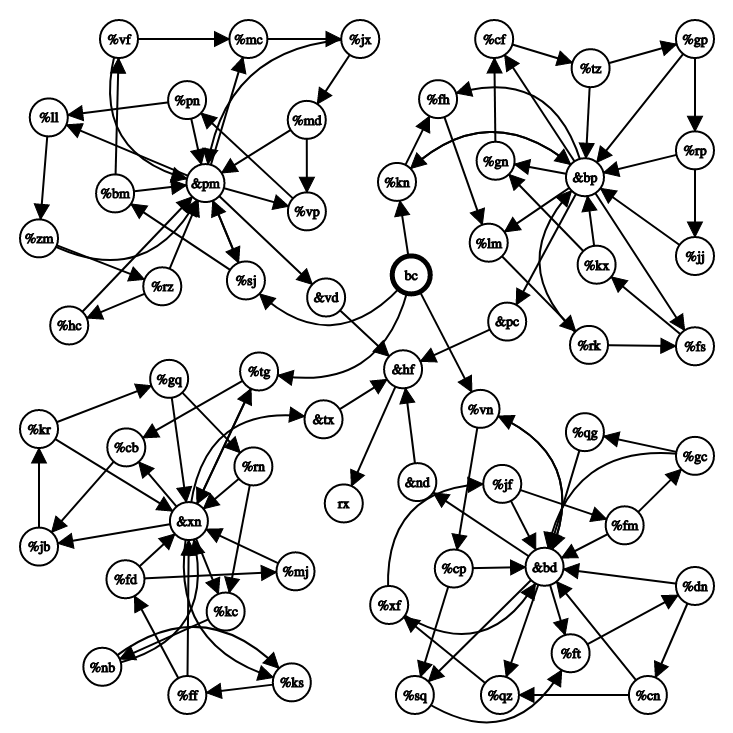 %vf
%mc
%jx
%cf
%tz
%gp
%pn
%ll
%md
%fh
%rp
%gn
%bm
&pm
%vp
%kn
&bp
%zm
%rz
%sj
&vd
%hc
bc
%lm
%kx
%jj
&pc
%rk
%fs
%gq
%tg
&hf
%kr
%cb
&tx
%vn
%qg
%gc
%rn
&nd
%jf
rx
&xn
%fm
%jb
%fd
%mj
%cp
&bd
%dn
%kc
%xf
%nb
%ks
%ft
%ff
%sq
%qz
%cn